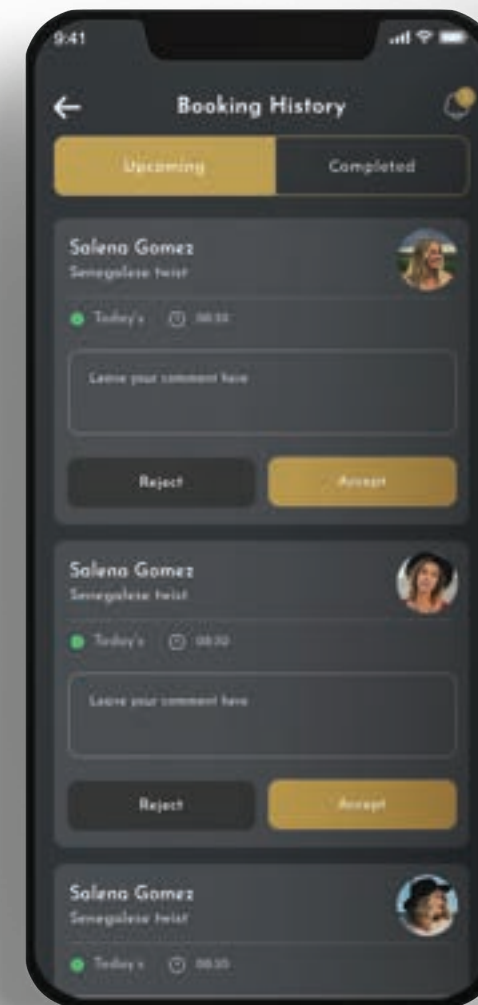 9:41
Booking History
Upcoming Completed
Salena Gomez
Senegalese twist
Today's
Leave your comment here
Reject Accept
Salena Gomez
Senegalese twist
Today's
Leave your comment here
Reject Accept
Salena Gomez
Senegalese twist
Today's